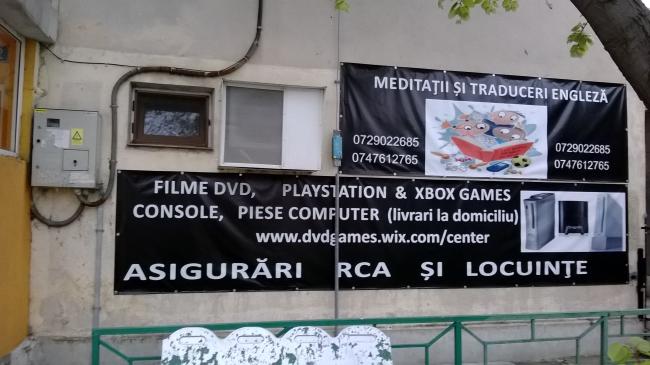 MEDITAȚII ȘI TRADUCERI ENGLEZĂ
0729022685
0747612765
0729022685
0747612765
FILME DVD, PLAYSTATION & XBOX GAMES
CONSOLE, PIESE COMPUTER (livrari la domiciliu)
www.dvdgames.wix.com/center
ASIGURĂRI RCA ȘI LOCUINȚE